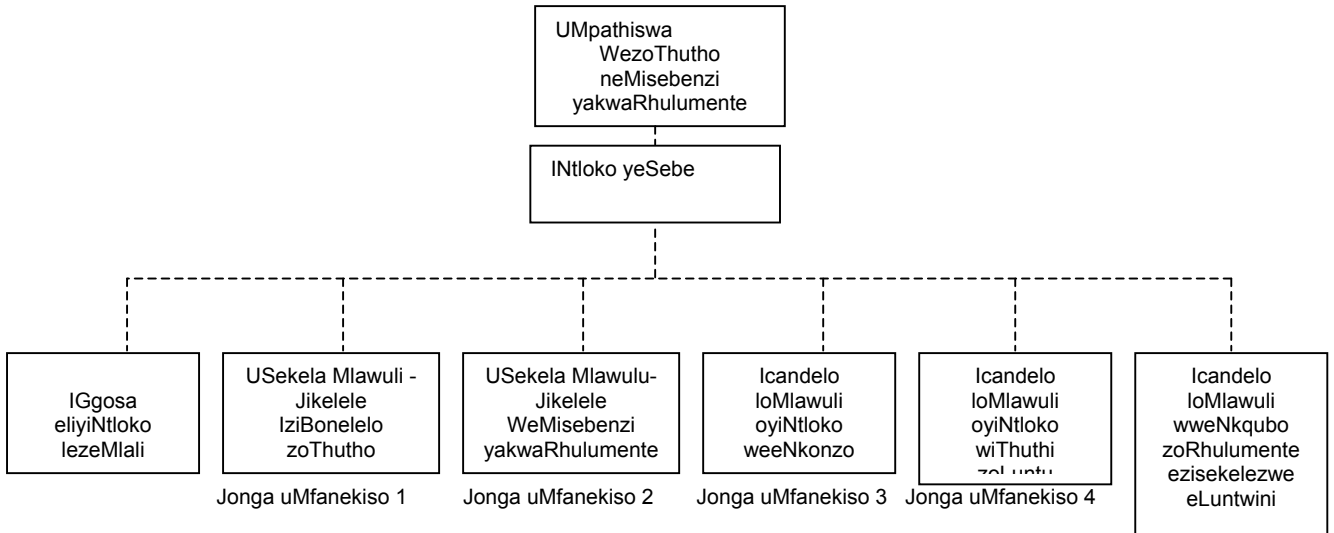 UMpathiswa
WezoThutho
neMisebenzi
yakwaRhulumente
INtloko yeSebe
IGgosa
eliyiNtloko
lezeMlali
USekela Mlawuli -
Jikelele
IziBonelelo
zoThutho
USekela Mlawulu-
Jikelele
WeMisebenzi
yakwaRhulumente
Icandelo
loMlawuli
oyiNtloko
weeNkonzo
Icandelo
loMlawuli
oyiNtloko
wiThuthi
Icandelo
loMlawuli
wweNkqubo
zoRhulumente
ezisekelezwe
eLuntwini
Jonga uMfanekiso 1
Jonga uMfanekiso 2
Jonga uMfanekiso 3
Jonga uMfanekiso 4